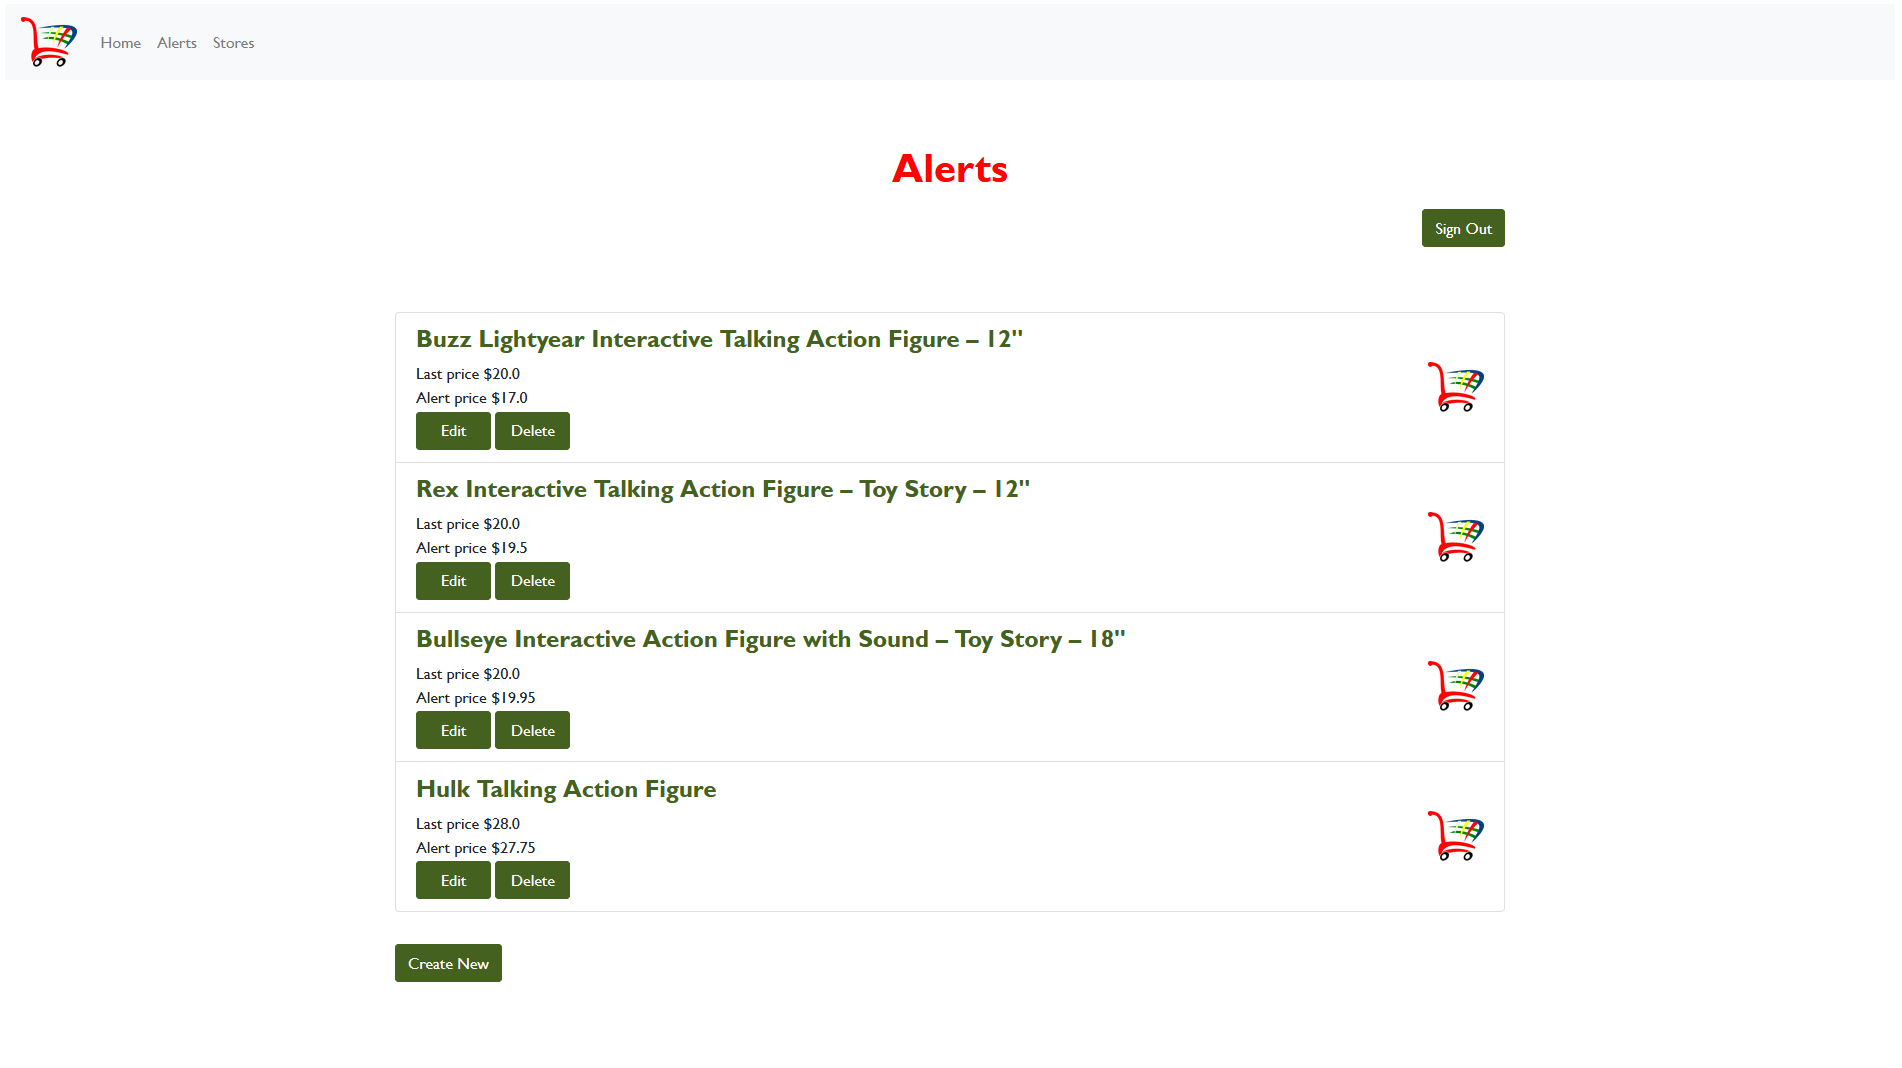 Home Alerts Stores
Alerts
Sign Out
Buzz Lightyear Interactive Talking Action Figure – 12"
Last price $20.0
Alert price $17.0
Edit Delete
Rex Interactive Talking Action Figure – Toy Story – 12"
Last price $20.0
Alert price $19.5
Edit Delete
Bullseye Interactive Action Figure with Sound – Toy Story – 18"
Last price $20.0
Alert price $19.95
Edit Delete
Hulk Talking Action Figure
Last price $28.0
Alert price $27.75
Edit Delete
Create New